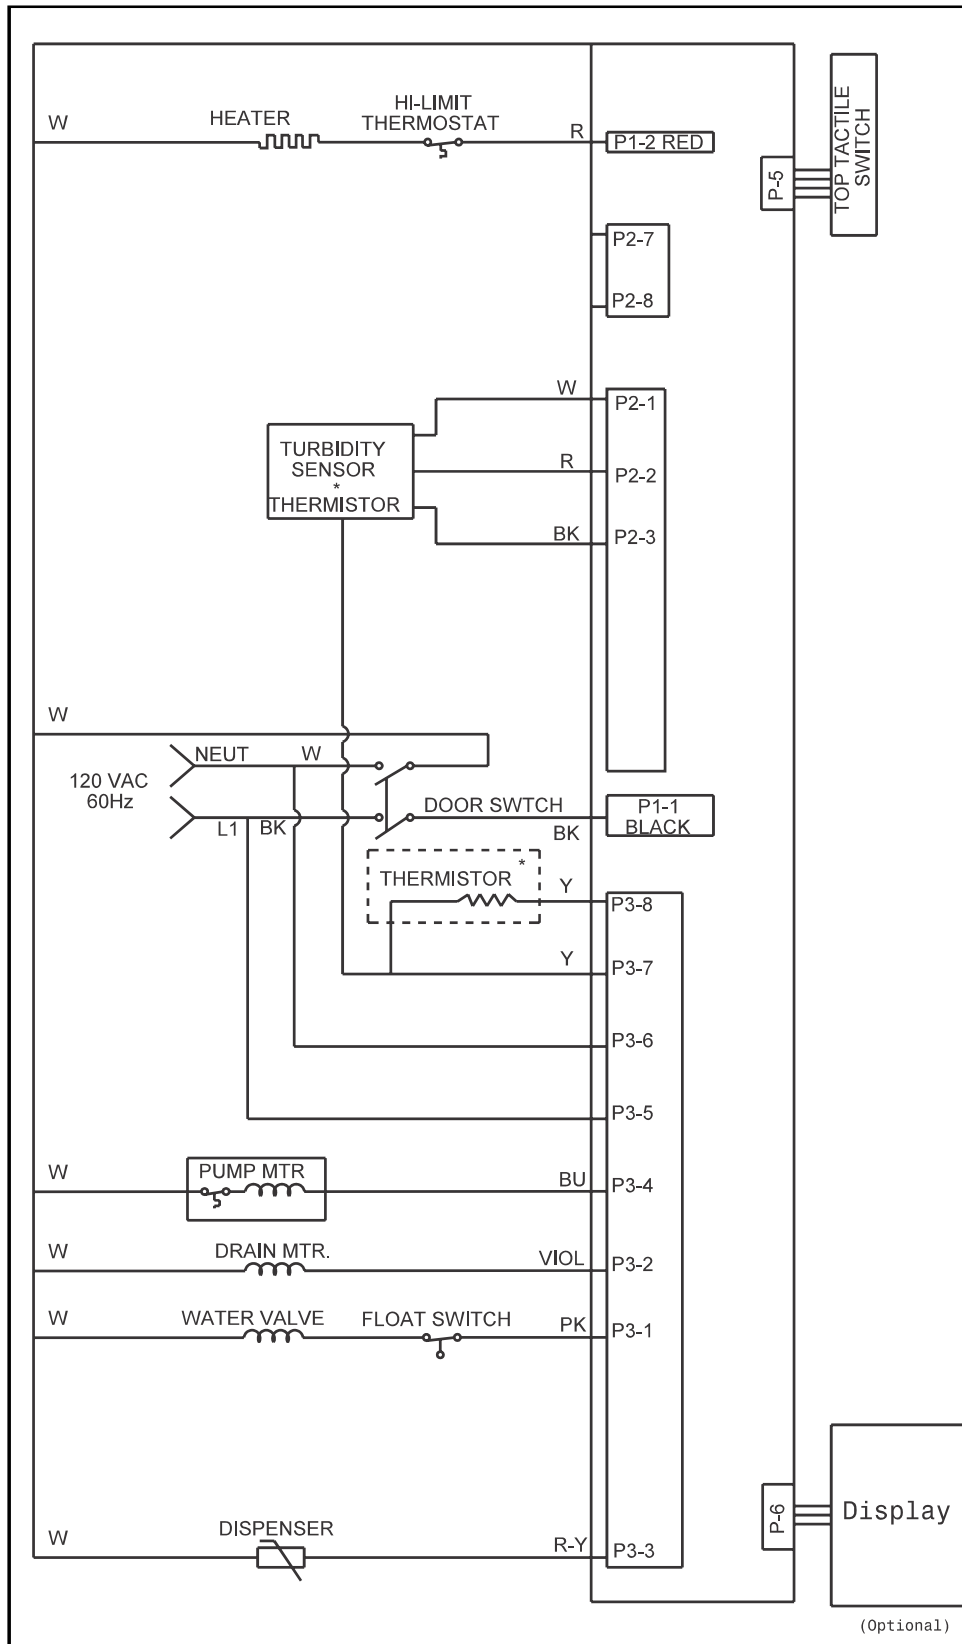 W
HEATER
HI-LIMIT
THERMOSTAT
R
P1-2 RED
P-5
TOP TACTILE
SWITCH
P2-7
P2-8
W
P2-1
TURBIDITY
SENSOR
*
THERMISTOR
R
P2-2
BK
P2-3
W
NEUT
W
120 VAC
60Hz
L1
BK
DOOR SWTCH
BK
P1-1
BLACK
THERMISTOR
*
Y
P3-8
Y
P3-7
P3-6
P3-5
W
PUMP MTR
BU
P3-4
W
DRAIN MTR.
VIOL
P3-2
W
WATER VALVE
FLOAT SWITCH
PK
P3-1
P-6
Display
W
DISPENSER
R-Y
P3-3
(Optional)